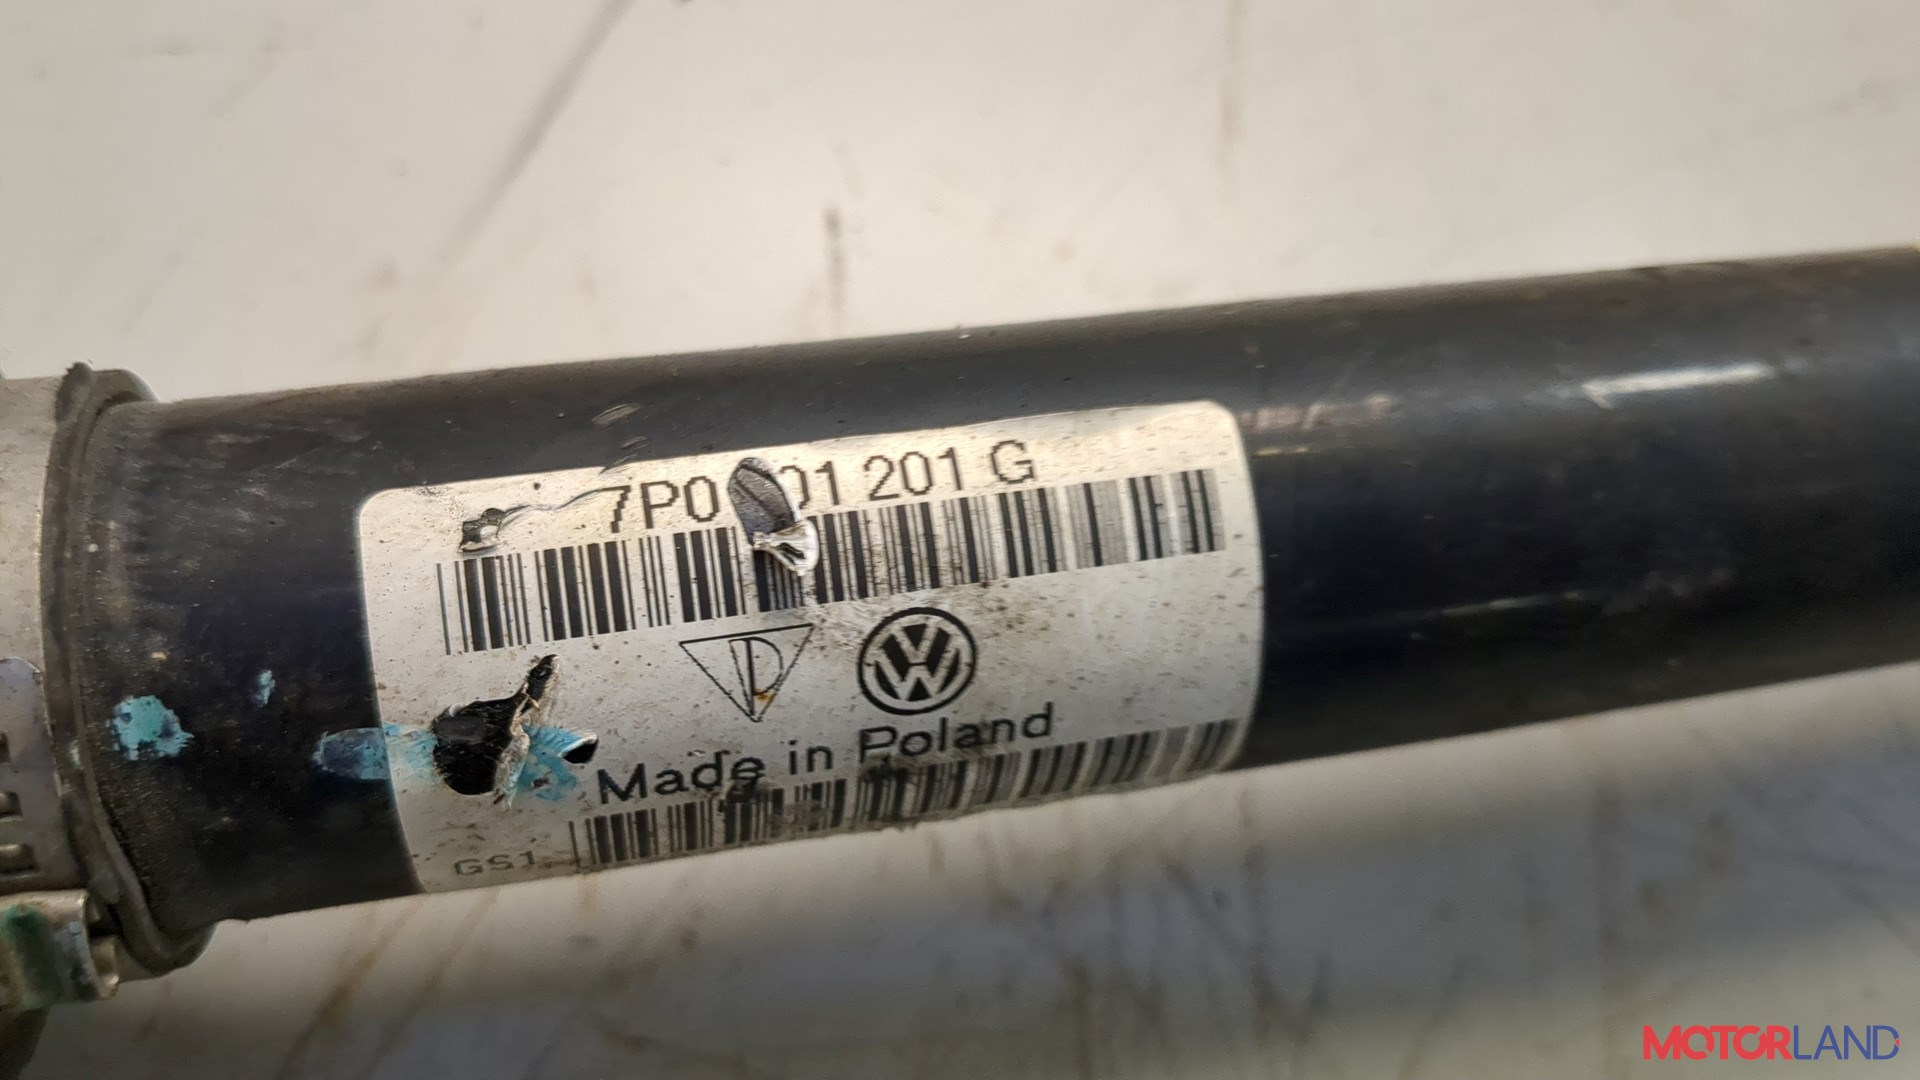 7P0 01 201 G
Made in Poland
GS1
MOTORLAND